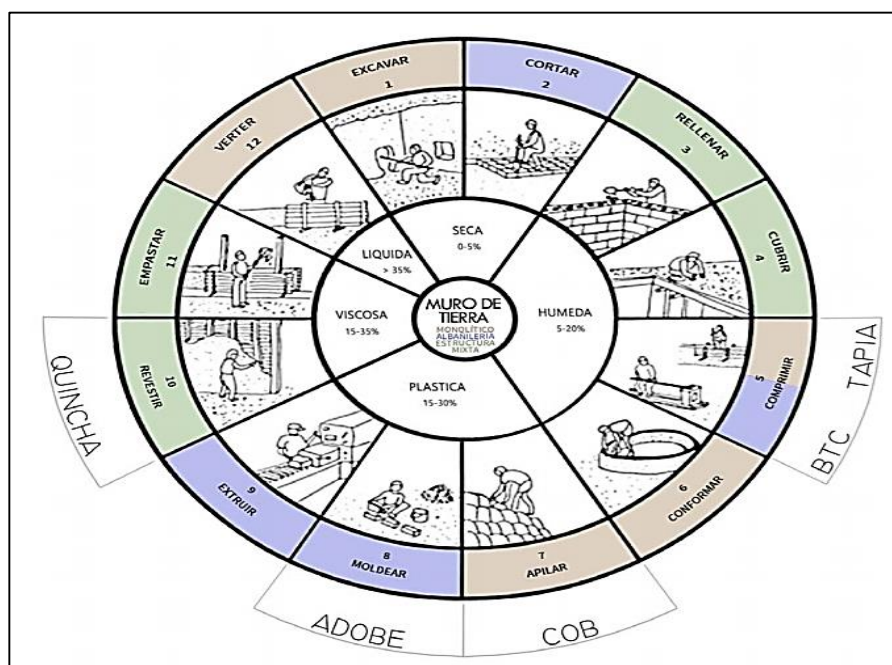 EXCAVAR
1
CORTAR
2
RELLENAR
3
CUBRIR
4
COMPRIMIR
5
CONFORMAR
6
APILAR
7
MOLDEAR
8
EXTRUIR
9
REVESTIR
10
EMPASTAR
11
VERTER
12
SECA
0-5%
HUMEDA
5-20%
PLASTICA
15-30%
VISCOSA
15-35%
LIQUIDA
> 35%
MURO DE
TIERRA
MONOLÍTICO
ALBAÑILERÍA
ESTRUCTURA
MIXTA
TAPIA
BTC
COB
ADOBE
QUINCHA